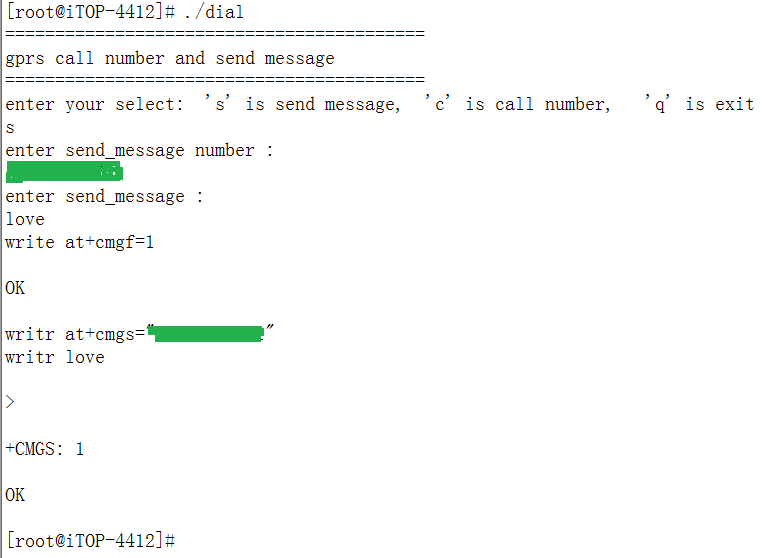 [root@iTOP-4412]# ./dial
==========================================
gprs call number and send message
==========================================
enter your select:  's' is send message,  'c' is call number,   'q' is exit
s
enter send_message number :
enter send_message :
love
write at+cmgf=1
OK
writr at+cmgs=""
writr love
>
+CMGS: 1
OK
[root@iTOP-4412]#